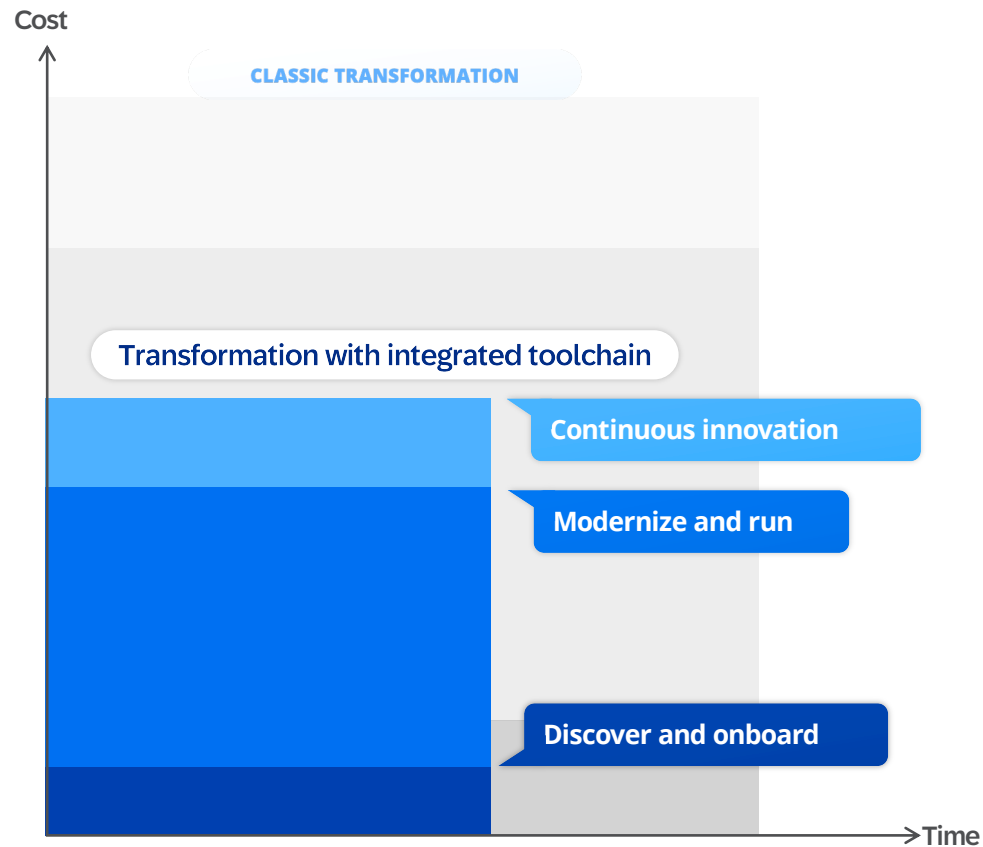 Cost
CLASSIC TRANSFORMATION
Transformation with integrated toolchain
Continuous innovation
Modernize and run
Discover and onboard
Time